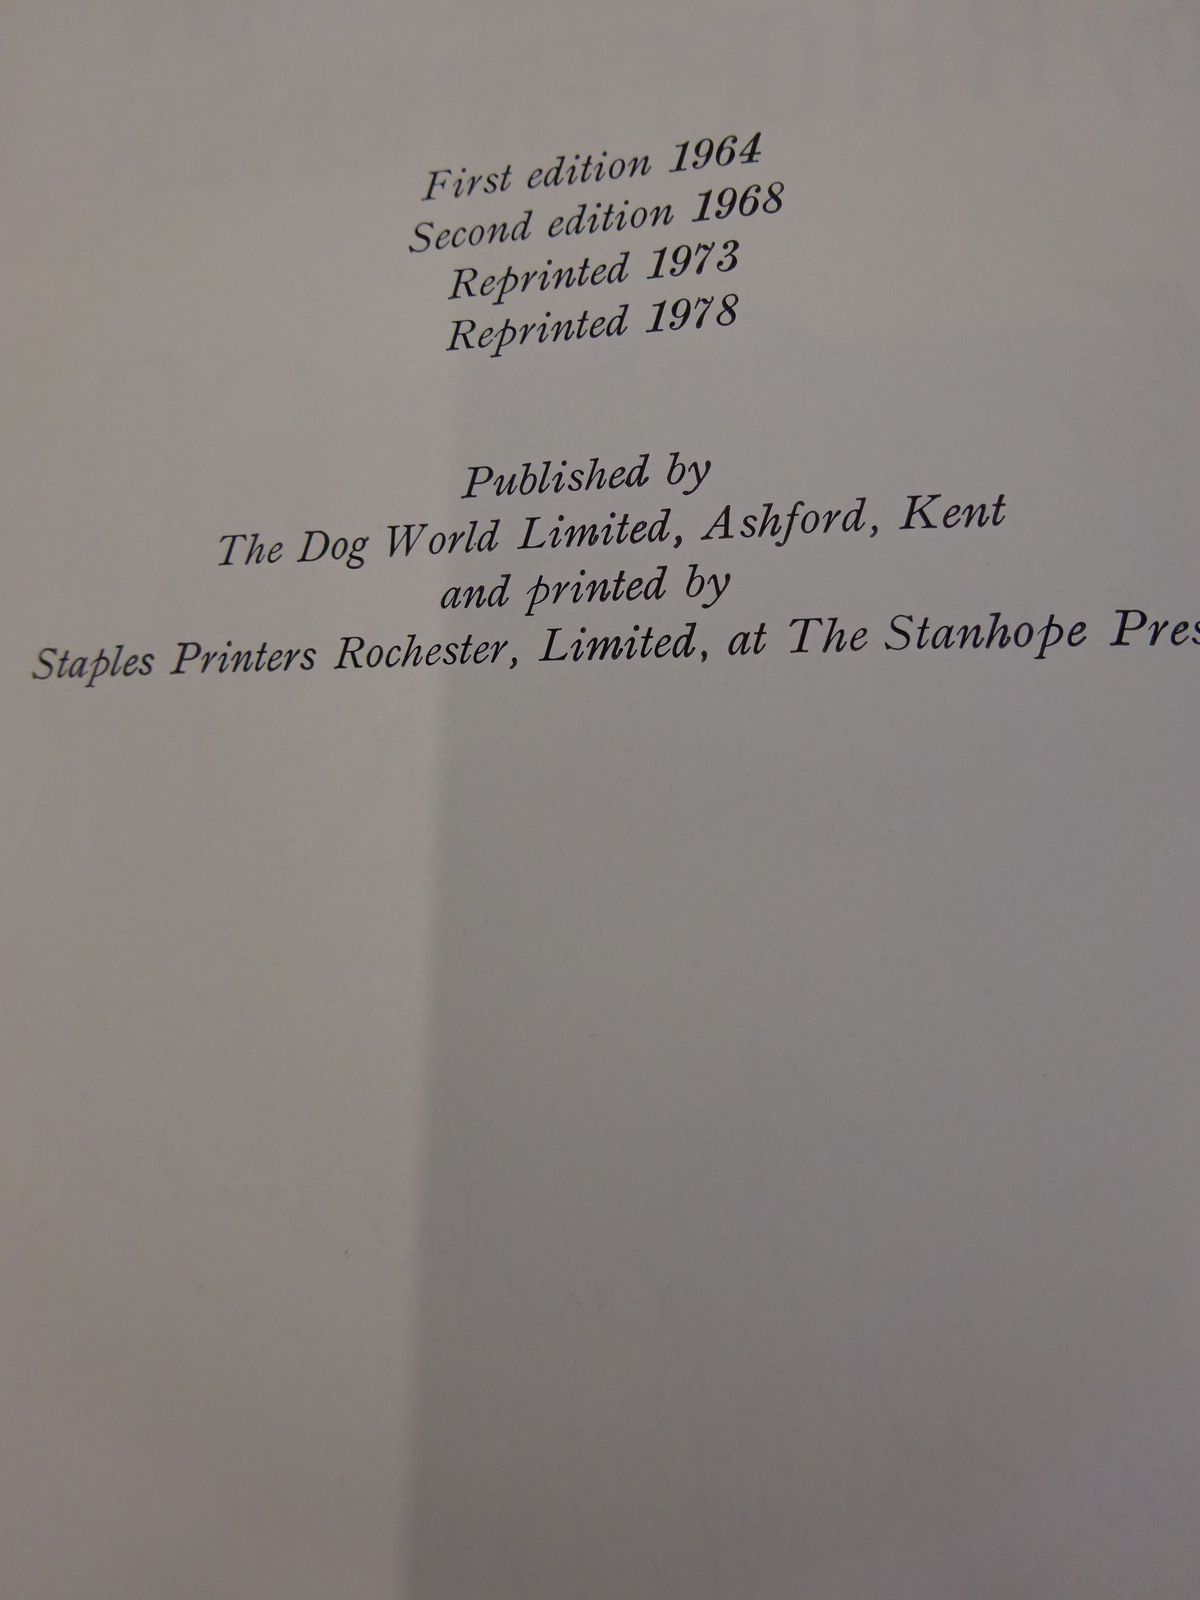 First edition 1964
Second edition 1968
Reprinted 1973
Reprinted 1978
Published by
The Dog World Limited, Ashford, Kent
and printed by
Staples Printers Rochester, Limited, at The Stanhope